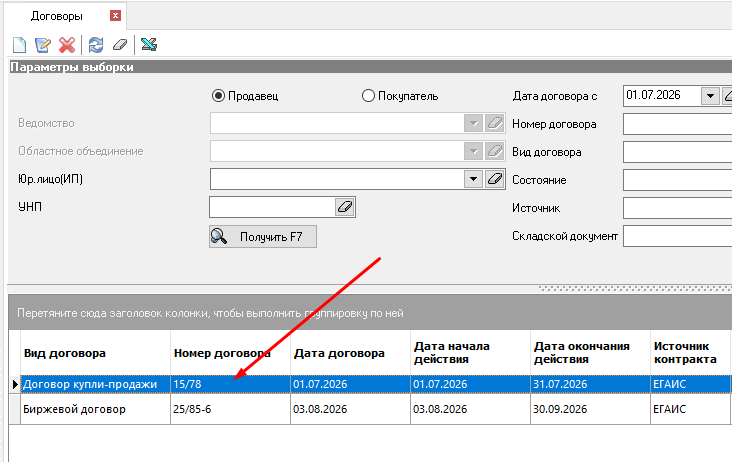 Договоры
Параметры выборки
Продавец Покупатель Дата договора с 01.07.2026
Ведомство Номер договора
Областное объединение Вид договора
Юр.лицо(ИП) Состояние
УНП Источник
Получить F7 Складской документ
Перетяните сюда заголовок колонки, чтобы выполнить группировку по ней
Вид договора Номер договора Дата договора Дата начала действия Дата окончания действия Источник контракта
Договор купли-продажи 15/78 01.07.2026 01.07.2026 31.07.2026 ЕГАИС
Биржевой договор 25/85-6 03.08.2026 03.08.2026 30.09.2026 ЕГАИС